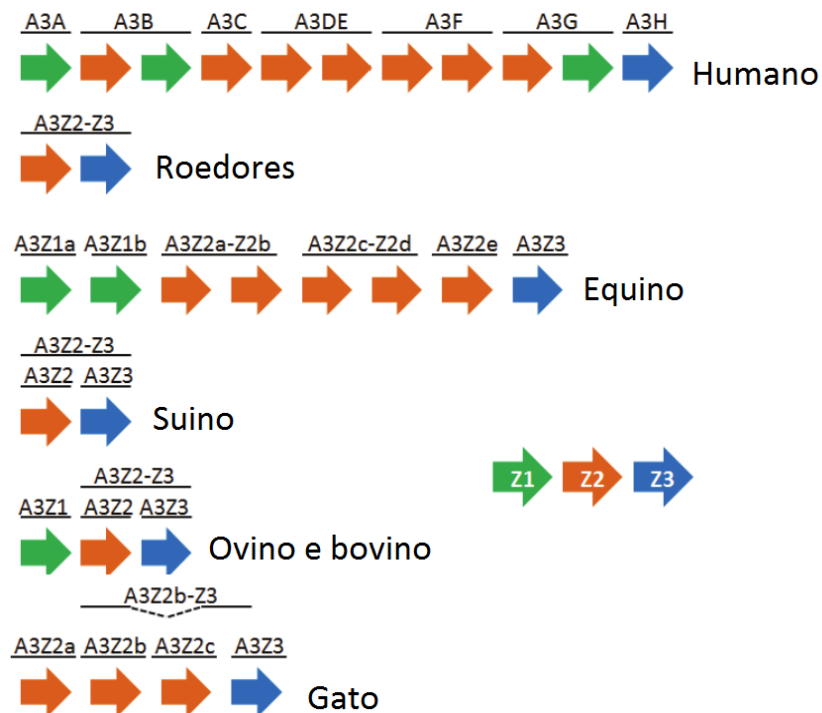 A3A A3B A3C A3DE A3F A3G A3H
Humano
A3Z2-Z3
Roedores
A3Z1a A3Z1b A3Z2a-Z2b A3Z2c-Z2d A3Z2e A3Z3
Equino
A3Z2-Z3
A3Z2 A3Z3
Suino
Z1 Z2 Z3
A3Z2-Z3
A3Z1 A3Z2 A3Z3
Ovino e bovino
A3Z2b-Z3
A3Z2a A3Z2b A3Z2c A3Z3
Gato